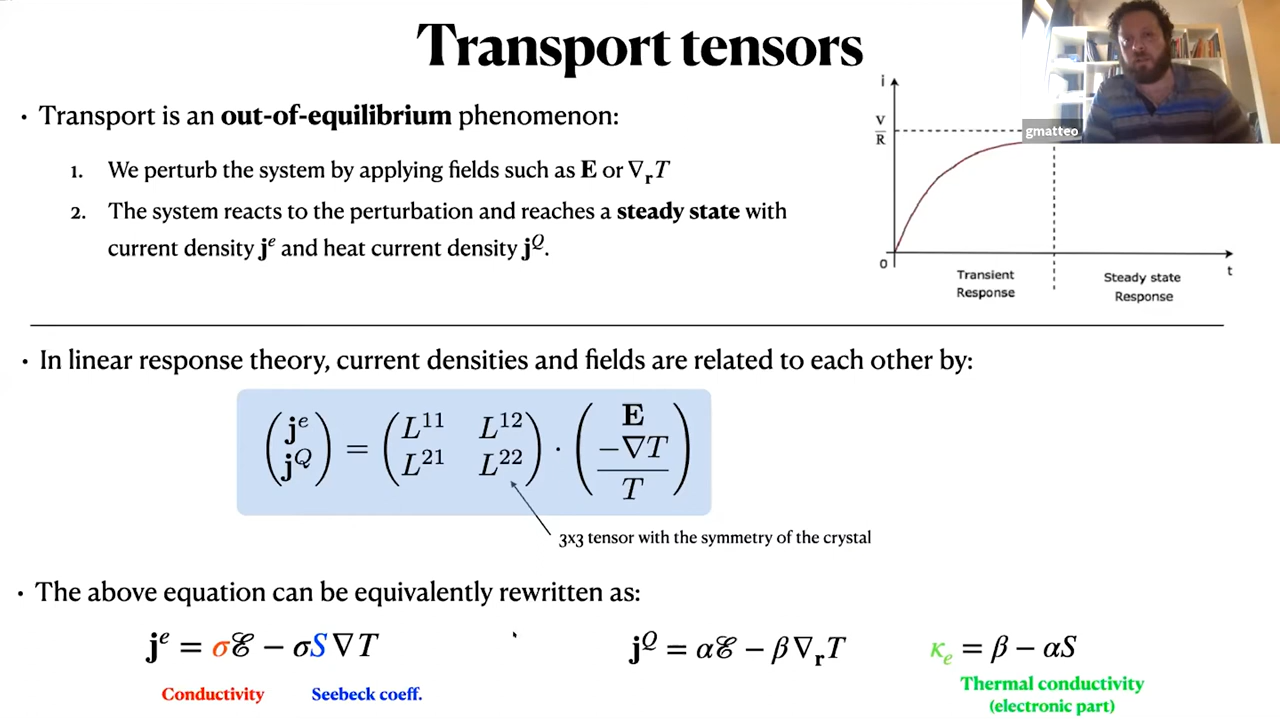 Transport tensors
• Transport is an out-of-equilibrium phenomenon:
1. We perturb the system by applying fields such as E or ∇ᵣT
2. The system reacts to the perturbation and reaches a steady state with
current density jᵉ and heat current density j^Q.
i
V
R
gmatteo
0
t
Transient
Response
Steady state
Response
• In linear response theory, current densities and fields are related to each other by:
(jᵉ j^Q) = (L¹¹ L¹² L²¹ L²²) · (E −∇T/T)
3x3 tensor with the symmetry of the crystal
• The above equation can be equivalently rewritten as:
jᵉ = σℰ − σS∇T
j^Q = αℰ − β∇ᵣT
κₑ = β − αS
Conductivity
Seebeck coeff.
Thermal conductivity
(electronic part)